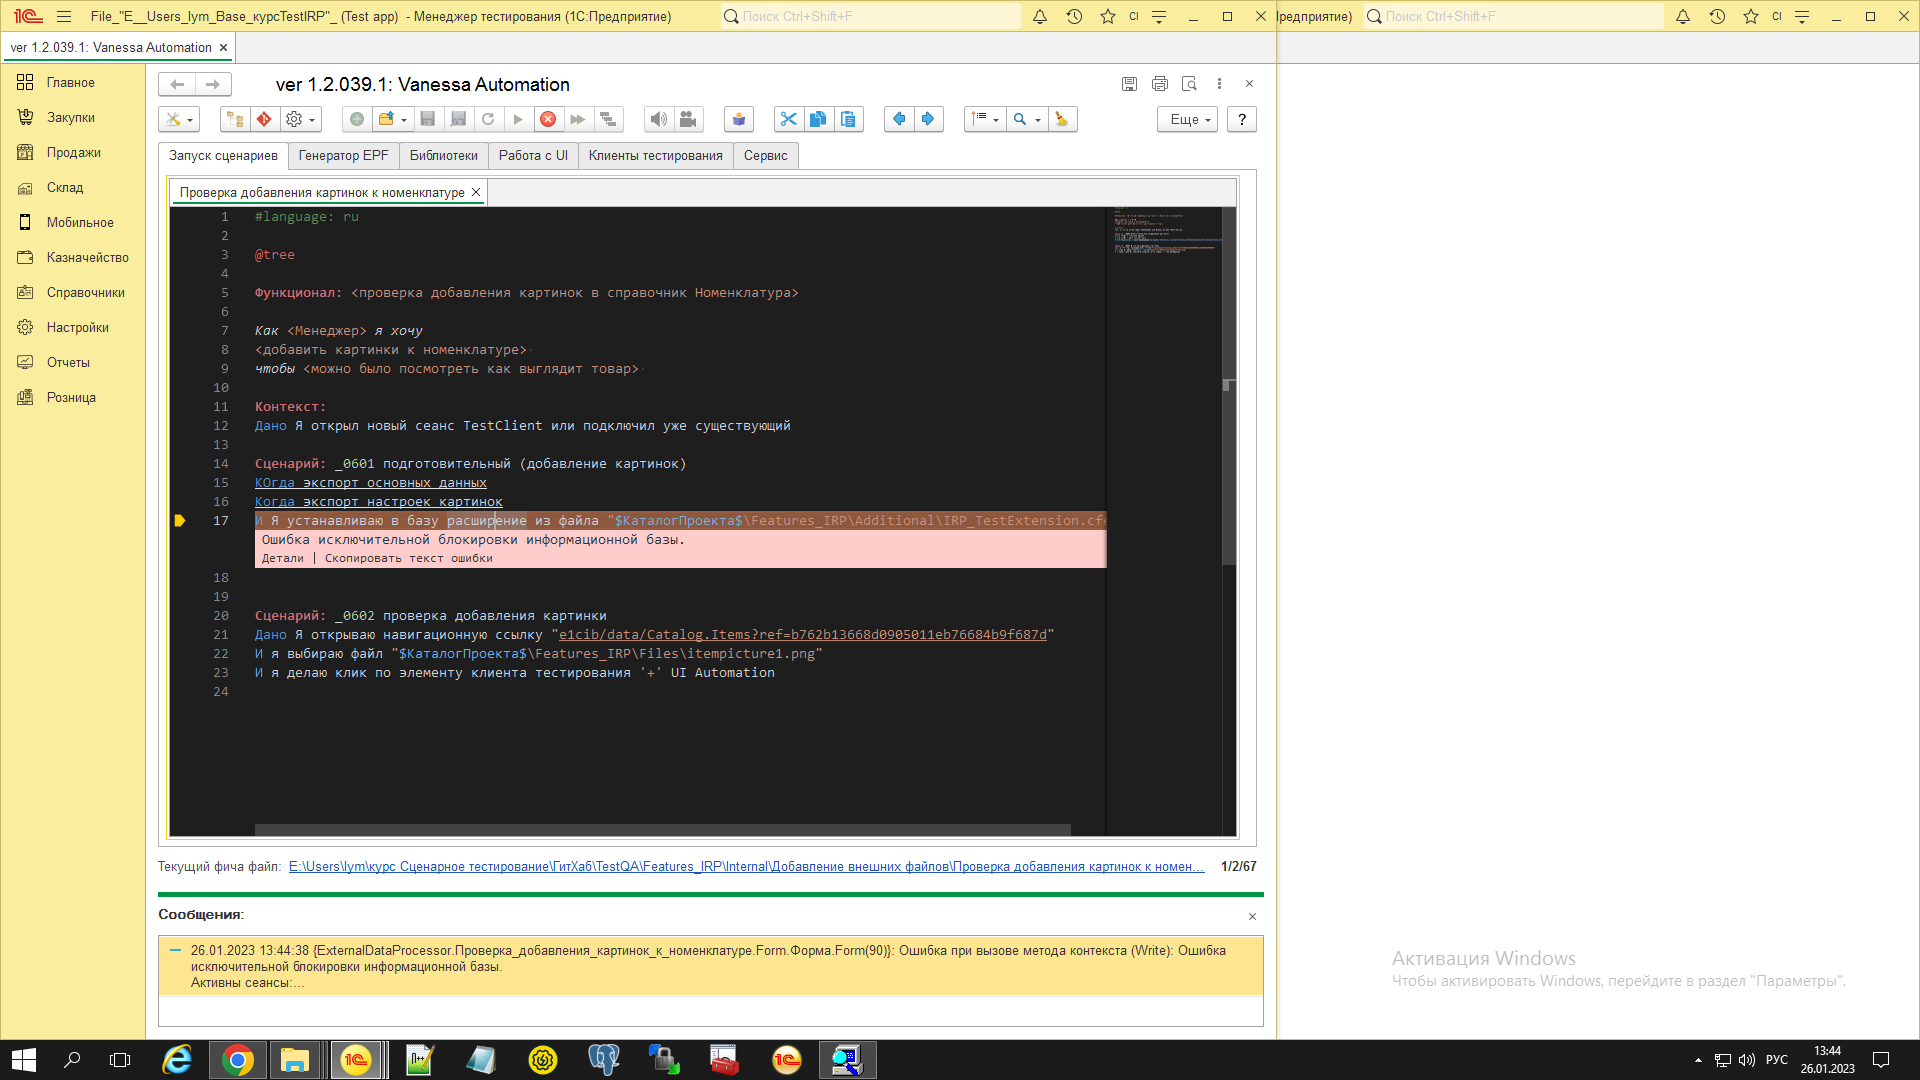 File_"E__Users_lym_Base_курсTestIRP"_ (Test app) - Менеджер тестирования (1С:Предприятие)
Поиск Ctrl+Shift+F
CI
Предприятие)
Поиск Ctrl+Shift+F
CI
ver 1.2.039.1: Vanessa Automation
Главное
Закупки
Продажи
Склад
Мобильное
Казначейство
Справочники
Настройки
Отчеты
Розница
ver 1.2.039.1: Vanessa Automation
Еще
?
Запуск сценариев
Генератор EPF
Библиотеки
Работа с UI
Клиенты тестирования
Сервис
Проверка добавления картинок к номенклатуре
1 #language: ru
2
3 @tree
4
5 Функционал: <проверка добавления картинок в справочник Номенклатура>
6
7 Как <Менеджер> я хочу
8 <добавить картинки к номенклатуре>
9 чтобы <можно было посмотреть как выглядит товар>
10
11 Контекст:
12 Дано Я открыл новый сеанс TestClient или подключил уже существующий
13
14 Сценарий: _0601 подготовительный (добавление картинок)
15 КОгда экспорт основных данных
16 Когда экспорт настроек картинок
17 И Я устанавливаю в базу расширение из файла "$КаталогПроекта$\Features_IRP\Additional\IRP_TestExtension.cfe
Ошибка исключительной блокировки информационной базы.
Детали | Скопировать текст ошибки
18
19
20 Сценарий: _0602 проверка добавления картинки
21 Дано Я открываю навигационную ссылку "e1cib/data/Catalog.Items?ref=b762b13668d0905011eb76684b9f687d"
22 И я выбираю файл "$КаталогПроекта$\Features_IRP\Files\itempicture1.png"
23 И я делаю клик по элементу клиента тестирования '+' UI Automation
24
Текущий фича файл: E:\Users\lym\курс Сценарное тестирование\ГитХаб\TestQA\Features_IRP\Internal\Добавление внешних файлов\Проверка добавления картинок к номен... 1/2/67
Сообщения:
26.01.2023 13:44:38 {ExternalDataProcessor.Проверка_добавления_картинок_к_номенклатуре.Form.Форма.Form(90)}: Ошибка при вызове метода контекста (Write): Ошибка
исключительной блокировки информационной базы.
Активны сеансы:...
Активация Windows
Чтобы активировать Windows, перейдите в раздел "Параметры".
РУС
13:44
26.01.2023